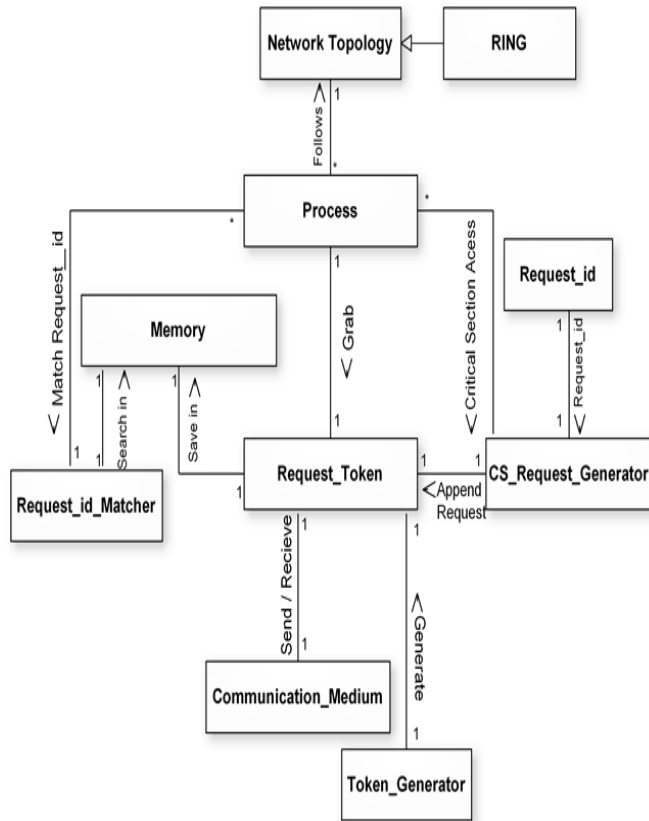 Network Topology
RING
1
Follows >
*
Process
*
*
1
< Match Request__id
< Grab
< Critical Section Acess
Request_id
1
< Request_id
1
Memory
1
1
Search in >
Save in >
1
1
1
Request_id_Matcher
1
Request_Token
1
1
1
CS_Request_Generator
<Append
Request
1
Send / Recieve
1
Communication_Medium
1
<Generate
1
Token_Generator